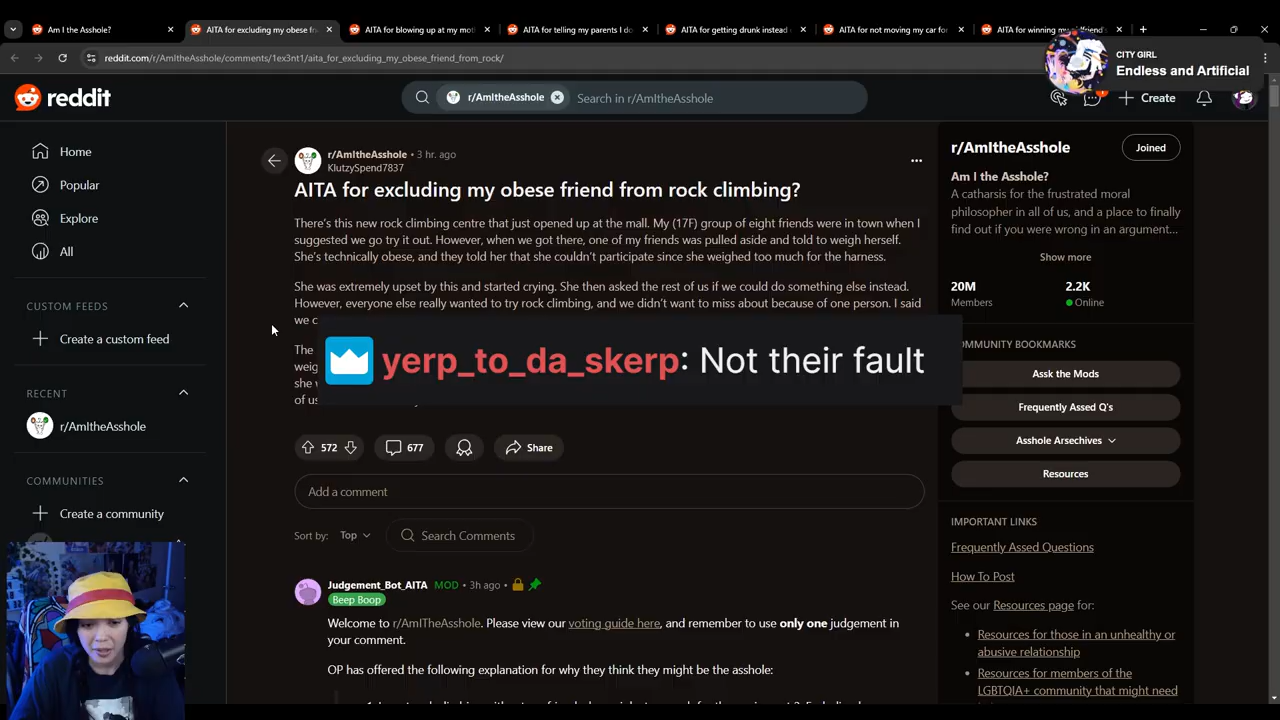 Am I the Asshole?
AITA for excluding my obese fri
AITA for blowing up at my mot
AITA for telling my parents I do
AITA for getting drunk instead
AITA for not moving my car for
AITA for winning my
reddit.com/r/AmItheAsshole/comments/1ex3nt1/aita_for_excluding_my_obese_friend_from_rock/
CITY GIRL
Endless and Artificial
reddit
r/AmItheAsshole
Search in r/AmItheAsshole
Create
Home
Popular
Explore
All
CUSTOM FEEDS
Create a custom feed
RECENT
r/AmItheAsshole
COMMUNITIES
Create a community
r/AmItheAsshole • 3 hr. ago
KlutzySpend7837
AITA for excluding my obese friend from rock climbing?
There's this new rock climbing centre that just opened up at the mall. My (17F) group of eight friends were in town when I
suggested we go try it out. However, when we got there, one of my friends was pulled aside and told to weigh herself.
She's technically obese, and they told her that she couldn't participate since she weighed too much for the harness.
She was extremely upset by this and started crying. She then asked the rest of us if we could do something else instead.
However, everyone else really wanted to try rock climbing, and we didn't want to miss about because of one person. I said
we c
The
weig
she w
of us
yerp_to_da_skerp: Not their fault
572
677
Share
Add a comment
Sort by: Top
Search Comments
Judgement_Bot_AITA MOD • 3h ago
Beep Boop
Welcome to r/AmITheAsshole. Please view our voting guide here, and remember to use only one judgement in
your comment.
OP has offered the following explanation for why they think they might be the asshole:
r/AmItheAsshole
Joined
Am I the Asshole?
A catharsis for the frustrated moral
philosopher in all of us, and a place to finally
find out if you were wrong in an argument...
Show more
20M
Members
2.2K
Online
OMMUNITY BOOKMARKS
Assk the Mods
Frequently Assed Q's
Asshole Arsechives
Resources
IMPORTANT LINKS
Frequently Assed Questions
How To Post
See our Resources page for:
Resources for those in an unhealthy or
abusive relationship
Resources for members of the
LGBTQIA+ community that might need